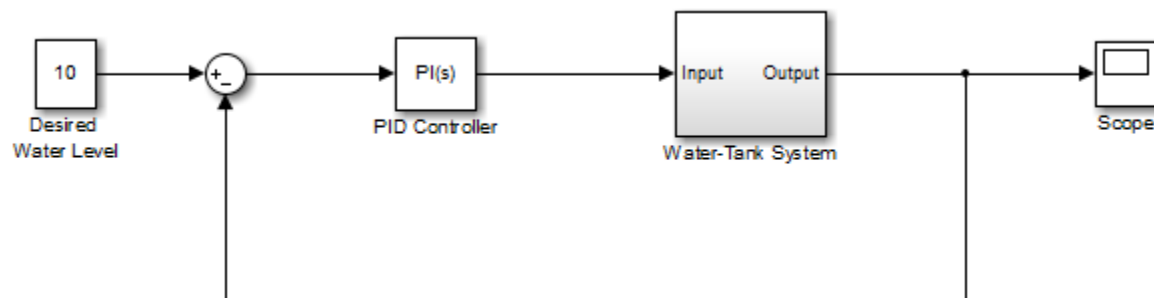 10
Desired
Water Level
+
-
PI(s)
PID Controller
Input
Output
Water-Tank System
Scope